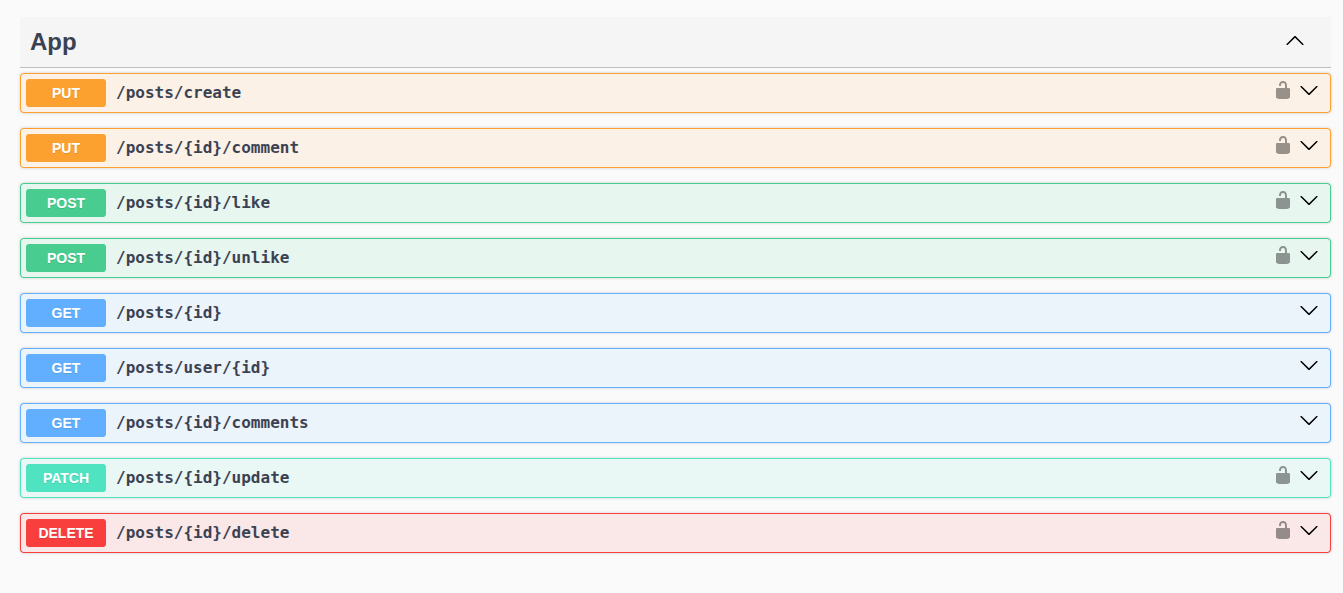 App
PUT /posts/create
PUT /posts/{id}/comment
POST /posts/{id}/like
POST /posts/{id}/unlike
GET /posts/{id}
GET /posts/user/{id}
GET /posts/{id}/comments
PATCH /posts/{id}/update
DELETE /posts/{id}/delete